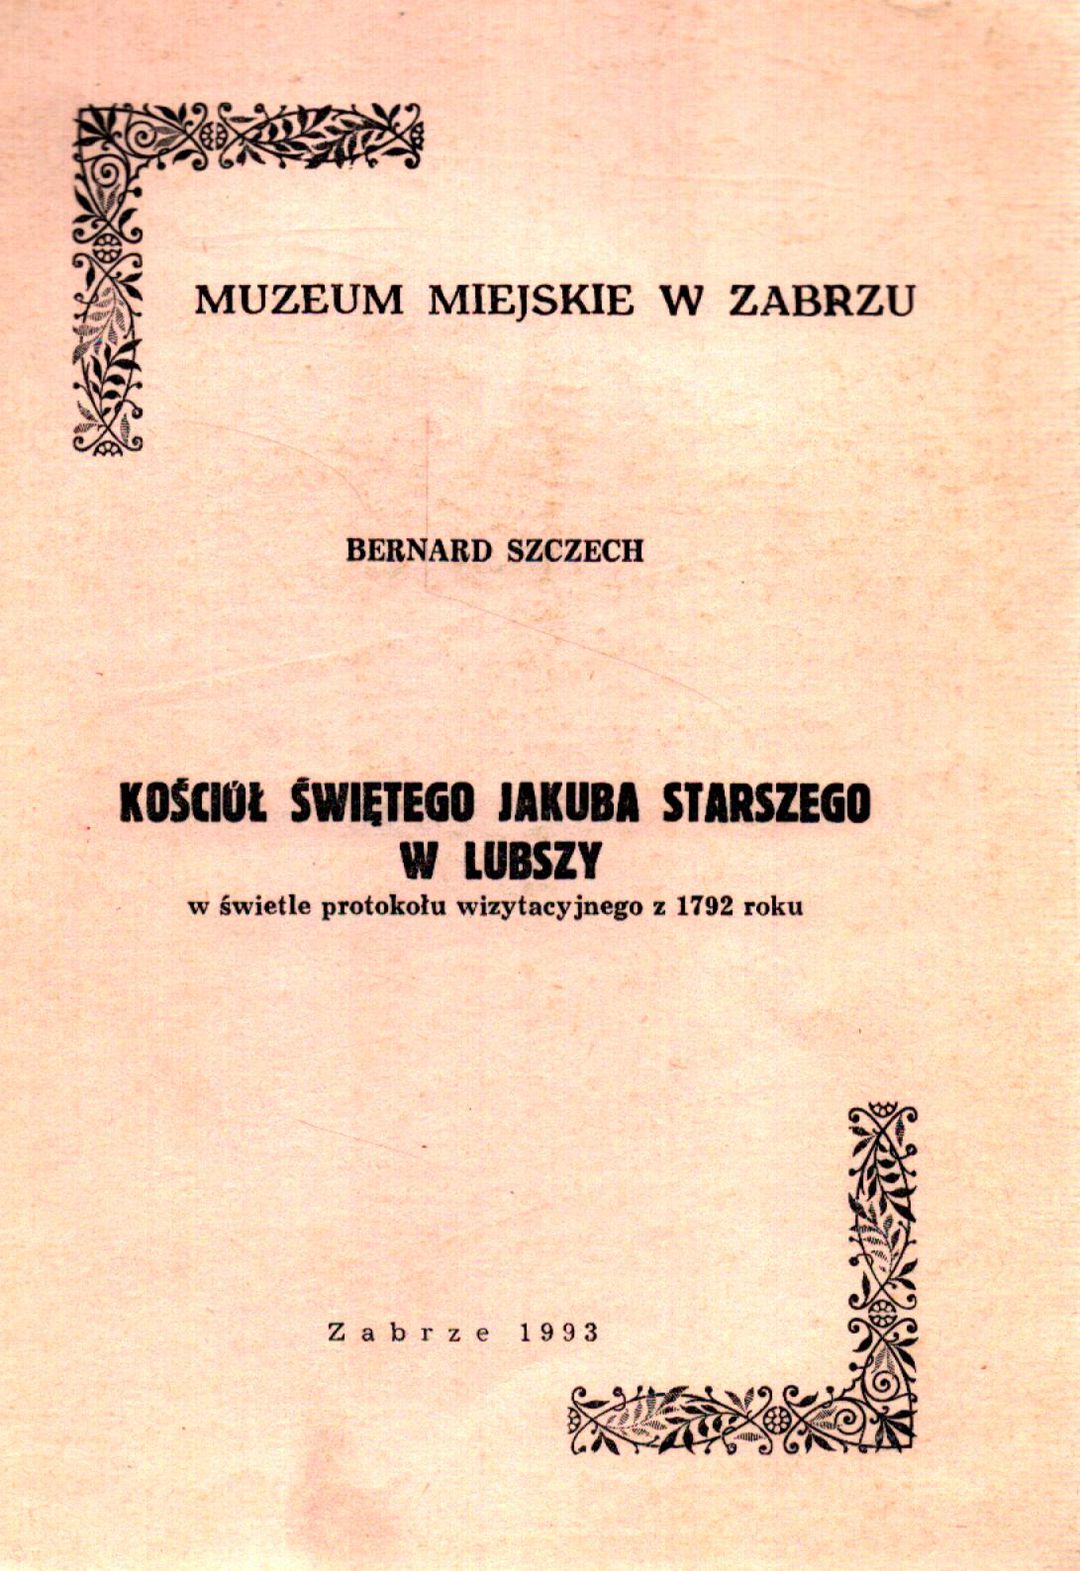 MUZEUM MIEJSKIE W ZABRZU
BERNARD SZCZECH
KOŚCIÓŁ ŚWIĘTEGO JAKUBA STARSZEGO
W LUBSZY
w świetle protokołu wizytacyjnego z 1792 roku
Zabrze 1993